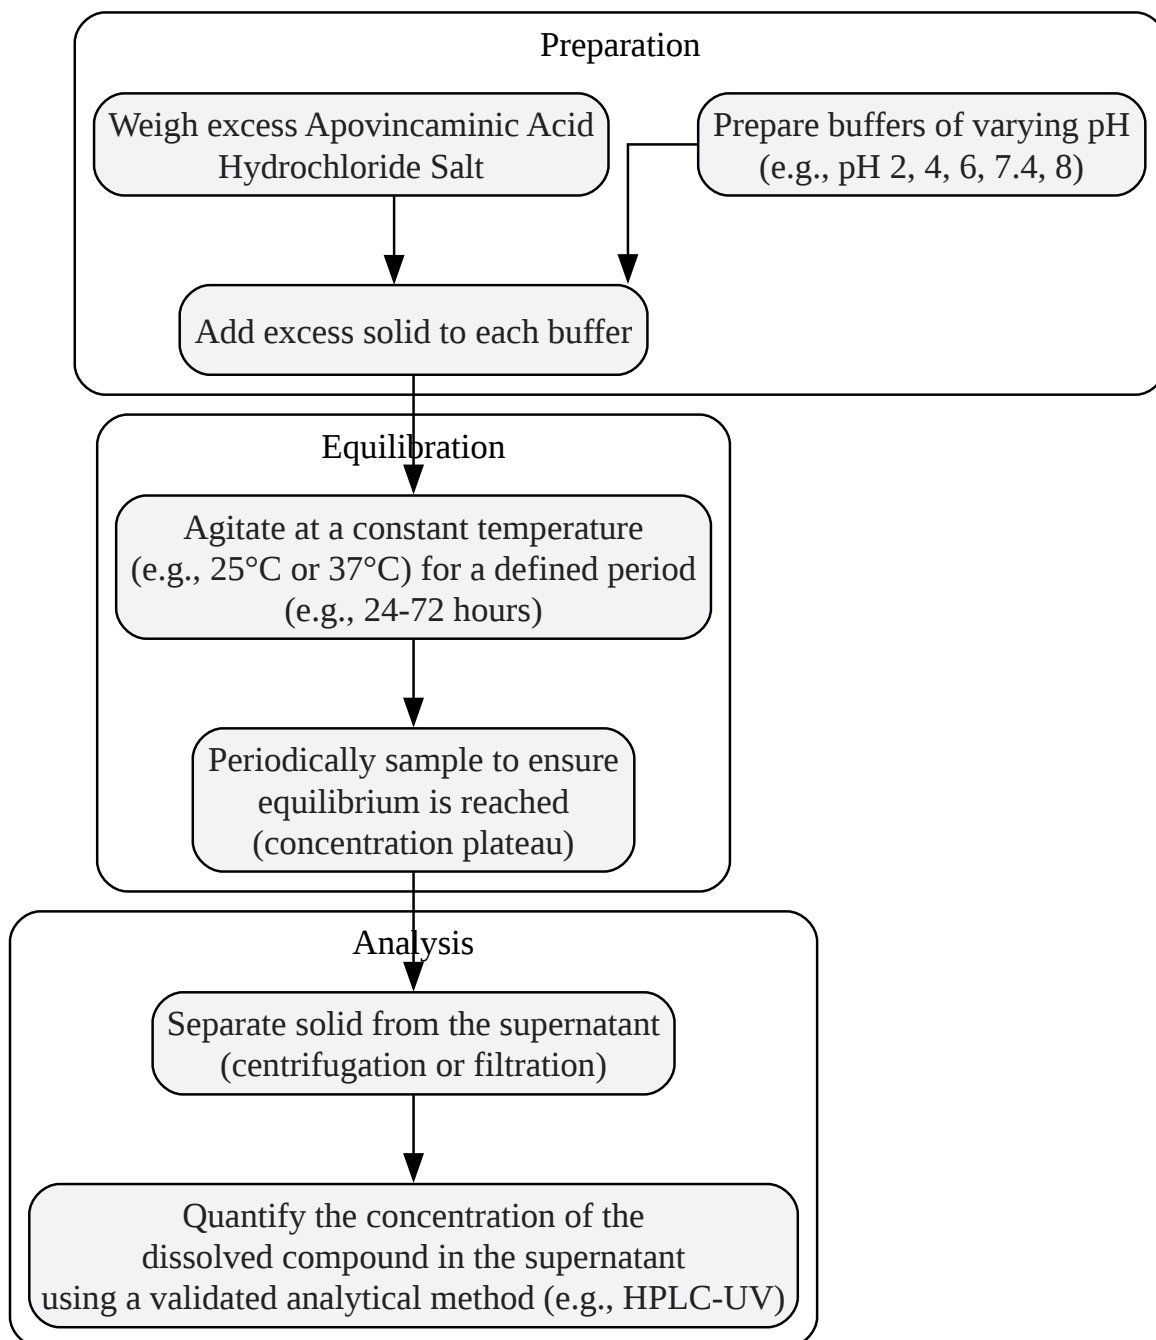 Preparation
Weigh excess Apovincaminic Acid
Hydrochloride Salt
Prepare buffers of varying pH
(e.g., pH 2, 4, 6, 7.4, 8)
Add excess solid to each buffer
Equilibration
Agitate at a constant temperature
(e.g., 25°C or 37°C) for a defined period
(e.g., 24-72 hours)
Periodically sample to ensure
equilibrium is reached
(concentration plateau)
Analysis
Separate solid from the supernatant
(centrifugation or filtration)
Quantify the concentration of the
dissolved compound in the supernatant
using a validated analytical method (e.g., HPLC-UV)